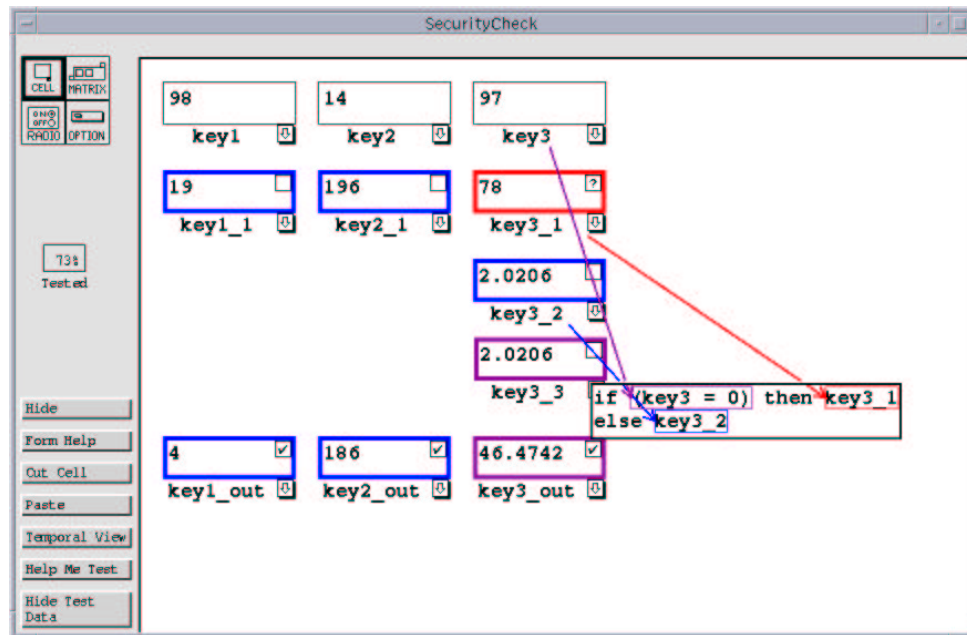 SecurityCheck
CELL MATRIX
RADIO OPTION
ON
OFF
73%
Tested
Hide
Form Help
Cut Cell
Paste
Temporal View
Help Me Test
Hide Test
Data
98 14 97
key1 key2 key3
19 196 78 ?
key1_1 key2_1 key3_1
2.0206
key3_2
2.0206
key3_3
if (key3 = 0) then key3_1
else key3_2
4 186 46.4742
key1_out key2_out key3_out